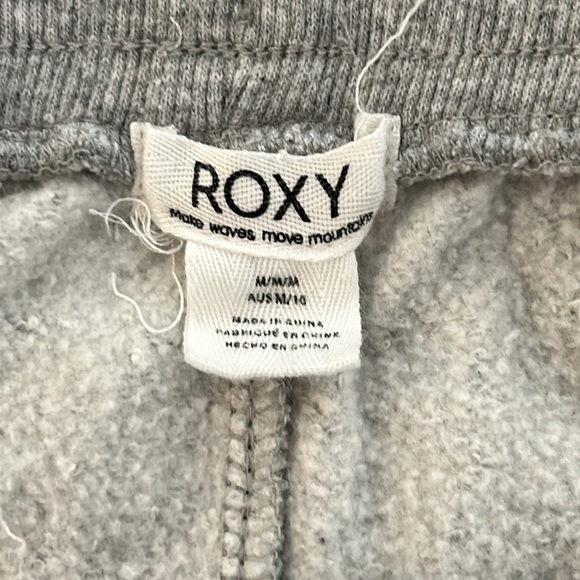 ROXY
Make waves, move mountains
M/M/M
AUS M/10
MADE IN CHINA
FABRIQUÉ EN CHINE
HECHO EN CHINA